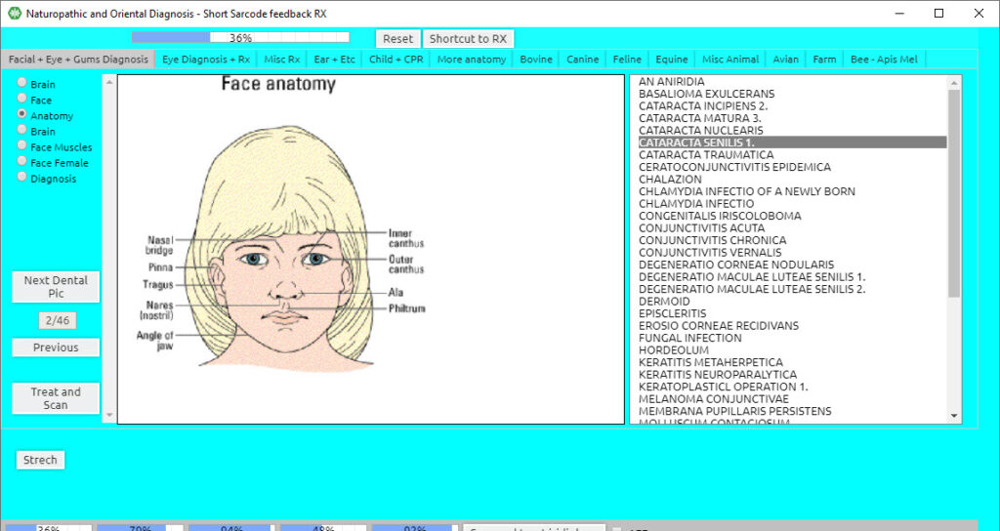 Naturopathic and Oriental Diagnosis - Short Sarcode feedback RX
36%
Reset
Shortcut to RX
Facial + Eye + Gums Diagnosis
Eye Diagnosis + Rx
Misc Rx
Ear + Etc
Child + CPR
More anatomy
Bovine
Canine
Feline
Equine
Misc Animal
Avian
Farm
Bee - Apis Mel
Brain
Face
Anatomy
Brain
Face Muscles
Face Female
Diagnosis
Next Dental
Pic
2/46
Previous
Treat and
Scan
Face anatomy
Nasal
bridge
Pinna
Tragus
Nares
(nostril)
Angle of
jaw
Inner
canthus
Outer
canthus
Ala
Philtrum
AN ANIRIDIA
BASALIOMA EXULCERANS
CATARACTA INCIPIENS 2.
CATARACTA MATURA 3.
CATARACTA NUCLEARIS
CATARACTA SENILIS 1.
CATARACTA TRAUMATICA
CERATOCONJUNCTIVITIS EPIDEMICA
CHALAZION
CHLAMYDIA INFECTIO OF A NEWLY BORN
CHLAMYDIA INFECTIO
CONGENITALIS IRISCOLOBOMA
CONJUNCTIVITIS ACUTA
CONJUNCTIVITIS CHRONICA
CONJUNCTIVITIS VERNALIS
DEGENERATIO CORNEAE NODULARIS
DEGENERATIO MACULAE LUTEAE SENILIS 1.
DEGENERATIO MACULAE LUTEAE SENILIS 2.
DERMOID
EPISCLERITIS
EROSIO CORNEAE RECIDIVANS
FUNGAL INFECTION
HORDEOLUM
KERATITIS METAHERPETICA
KERATITIS NEUROPARALYTICA
KERATOPLASTICL OPERATION 1.
MELANOMA CONJUNCTIVAE
MEMBRANA PUPILLARIS PERSISTENS
MOLLUSCUM CONTAGIOSUM
Strech
36%